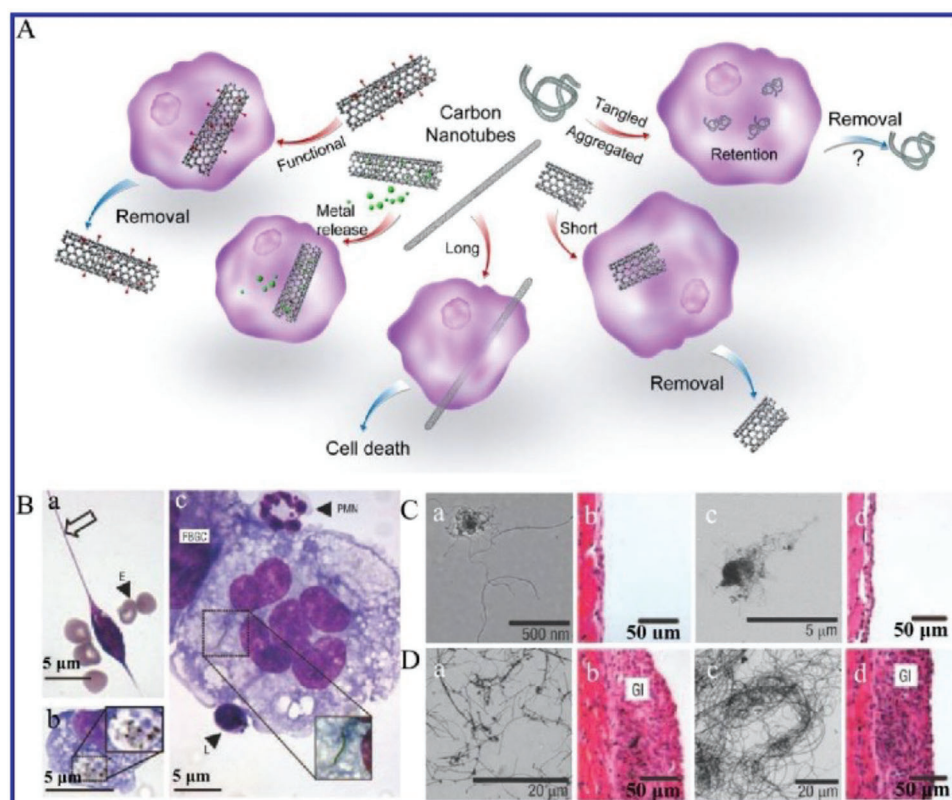 A
Carbon
Nanotubes
Tangled
Aggregated
Retention
Removal
?
Functional
Removal
Metal
release
Long
Short
Cell death
Removal
B
a
E
5 μm
b
5 μm
c
PMN
FBGC
L
5 μm
C
a
500 nm
b
50 μm
c
5 μm
d
50 μm
D
a
20 μm
b
GI
50 μm
c
20 μm
d
GI
50 μm